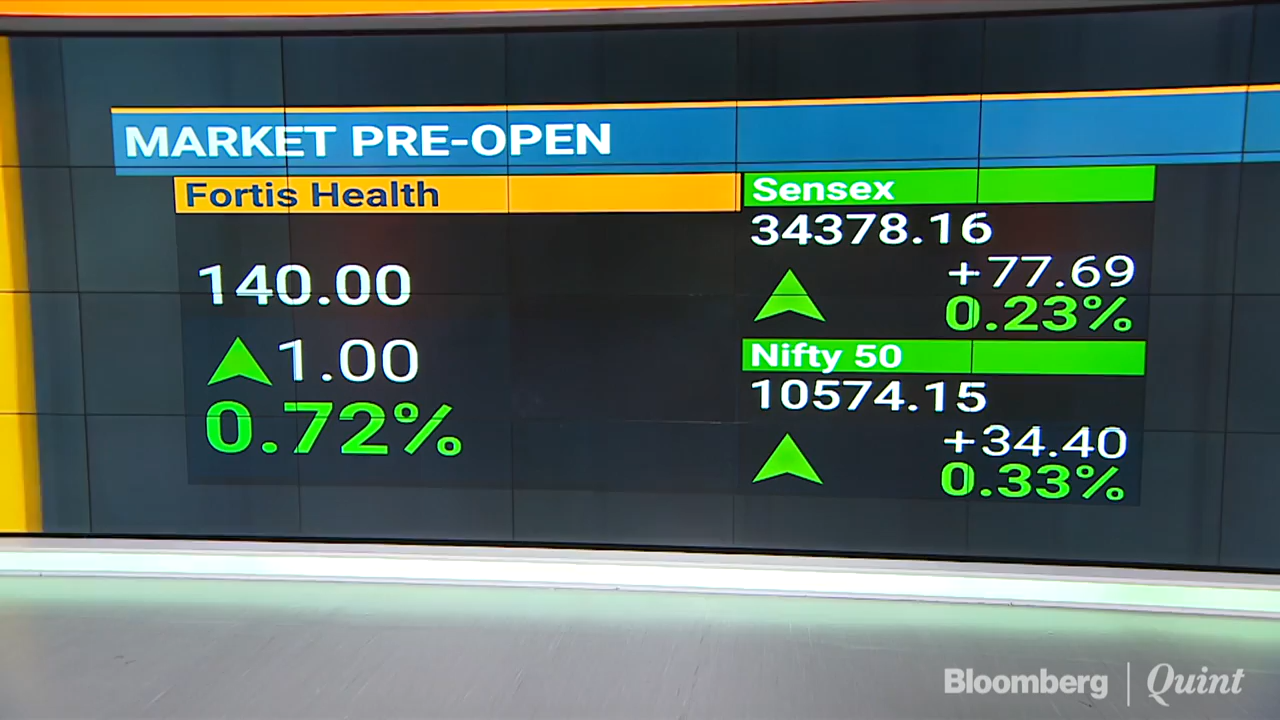 MARKET PRE-OPEN
Fortis Health
140.00
1.00
0.72%
Sensex
34378.16
+77.69
0.23%
Nifty 50
10574.15
+34.40
0.33%
Bloomberg | Quint